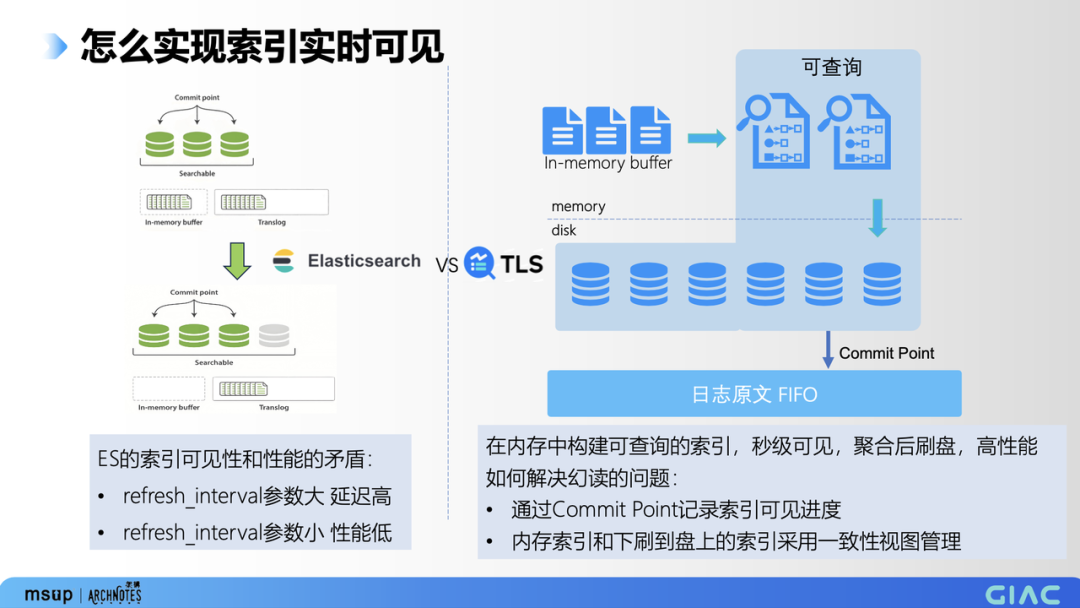 怎么实现索引实时可见
Commit point
Searchable
In-memory buffer
Translog
Elasticsearch
VS
TLS
Commit point
Searchable
In-memory buffer
Translog
ES的索引可见性和性能的矛盾：
• refresh_interval参数大 延迟高
• refresh_interval参数小 性能低
可查询
In-memory buffer
memory
disk
Commit Point
日志原文 FIFO
在内存中构建可查询的索引，秒级可见，聚合后刷盘，高性能
如何解决幻读的问题：
• 通过Commit Point记录索引可见进度
• 内存索引和下刷到盘上的索引采用一致性视图管理
msup
ARCHNOTES
GIAC